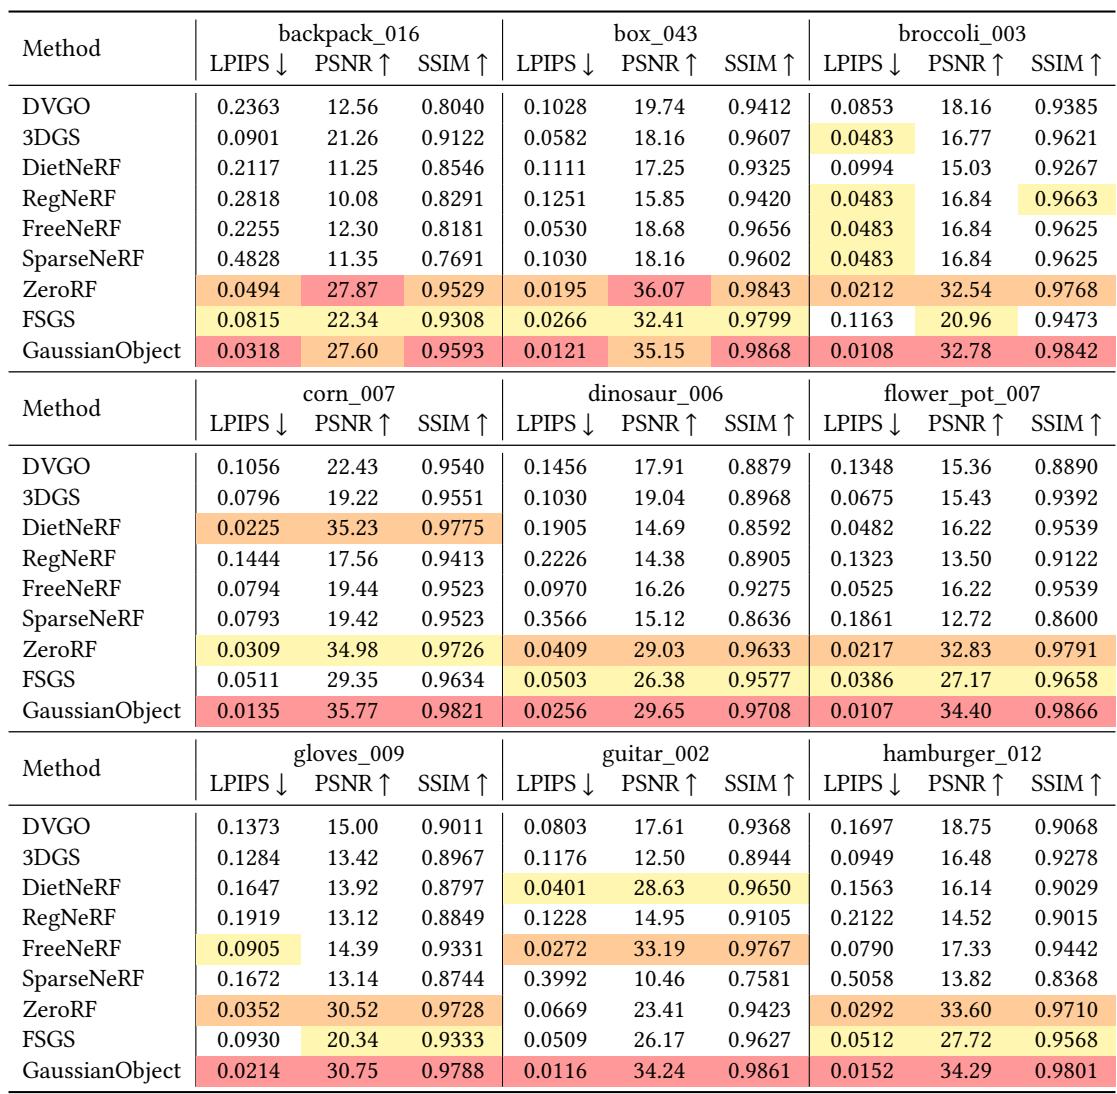 Method backpack_016 box_043 broccoli_003
LPIPS ↓ PSNR ↑ SSIM ↑ LPIPS ↓ PSNR ↑ SSIM ↑ LPIPS ↓ PSNR ↑ SSIM ↑
DVGO 0.2363 12.56 0.8040 0.1028 19.74 0.9412 0.0853 18.16 0.9385
3DGS 0.0901 21.26 0.9122 0.0582 18.16 0.9607 0.0483 16.77 0.9621
DietNeRF 0.2117 11.25 0.8546 0.1111 17.25 0.9325 0.0994 15.03 0.9267
RegNeRF 0.2818 10.08 0.8291 0.1251 15.85 0.9420 0.0483 16.84 0.9663
FreeNeRF 0.2255 12.30 0.8181 0.0530 18.68 0.9656 0.0483 16.84 0.9625
SparseNeRF 0.4828 11.35 0.7691 0.1030 18.16 0.9602 0.0483 16.84 0.9625
ZeroRF 0.0494 27.87 0.9529 0.0195 36.07 0.9843 0.0212 32.54 0.9768
FSGS 0.0815 22.34 0.9308 0.0266 32.41 0.9799 0.1163 20.96 0.9473
GaussianObject 0.0318 27.60 0.9593 0.0121 35.15 0.9868 0.0108 32.78 0.9842
Method corn_007 dinosaur_006 flower_pot_007
LPIPS ↓ PSNR ↑ SSIM ↑ LPIPS ↓ PSNR ↑ SSIM ↑ LPIPS ↓ PSNR ↑ SSIM ↑
DVGO 0.1056 22.43 0.9540 0.1456 17.91 0.8879 0.1348 15.36 0.8890
3DGS 0.0796 19.22 0.9551 0.1030 19.04 0.8968 0.0675 15.43 0.9392
DietNeRF 0.0225 35.23 0.9775 0.1905 14.69 0.8592 0.0482 16.22 0.9539
RegNeRF 0.1444 17.56 0.9413 0.2226 14.38 0.8905 0.1323 13.50 0.9122
FreeNeRF 0.0794 19.44 0.9523 0.0970 16.26 0.9275 0.0525 16.22 0.9539
SparseNeRF 0.0793 19.42 0.9523 0.3566 15.12 0.8636 0.1861 12.72 0.8600
ZeroRF 0.0309 34.98 0.9726 0.0409 29.03 0.9633 0.0217 32.83 0.9791
FSGS 0.0511 29.35 0.9634 0.0503 26.38 0.9577 0.0386 27.17 0.9658
GaussianObject 0.0135 35.77 0.9821 0.0256 29.65 0.9708 0.0107 34.40 0.9866
Method gloves_009 guitar_002 hamburger_012
LPIPS ↓ PSNR ↑ SSIM ↑ LPIPS ↓ PSNR ↑ SSIM ↑ LPIPS ↓ PSNR ↑ SSIM ↑
DVGO 0.1373 15.00 0.9011 0.0803 17.61 0.9368 0.1697 18.75 0.9068
3DGS 0.1284 13.42 0.8967 0.1176 12.50 0.8944 0.0949 16.48 0.9278
DietNeRF 0.1647 13.92 0.8797 0.0401 28.63 0.9650 0.1563 16.14 0.9029
RegNeRF 0.1919 13.12 0.8849 0.1228 14.95 0.9105 0.2122 14.52 0.9015
FreeNeRF 0.0905 14.39 0.9331 0.0272 33.19 0.9767 0.0790 17.33 0.9442
SparseNeRF 0.1672 13.14 0.8744 0.3992 10.46 0.7581 0.5058 13.82 0.8368
ZeroRF 0.0352 30.52 0.9728 0.0669 23.41 0.9423 0.0292 33.60 0.9710
FSGS 0.0930 20.34 0.9333 0.0509 26.17 0.9627 0.0512 27.72 0.9568
GaussianObject 0.0214 30.75 0.9788 0.0116 34.24 0.9861 0.0152 34.29 0.9801